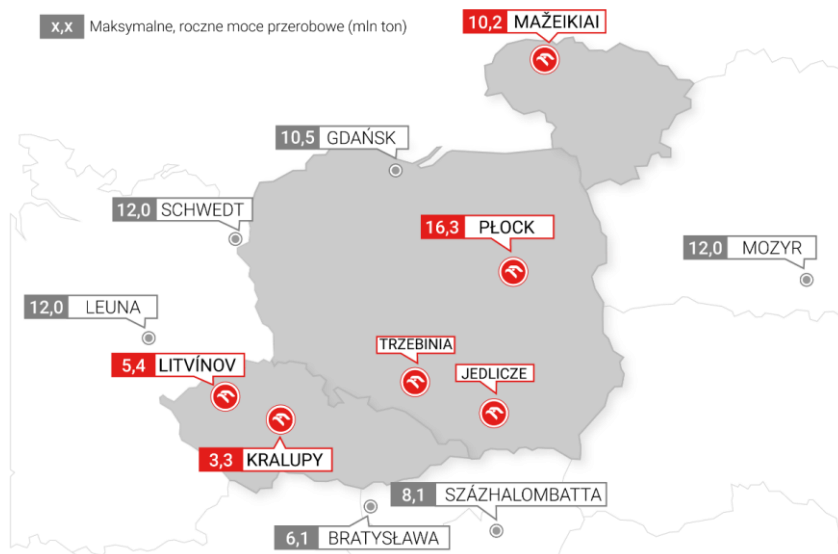 x,x Maksymalne, roczne moce przerobowe (mln ton)
10,2 MAŽEIKIAI
10,5 GDAŃSK
12,0 SCHWEDT
16,3 PŁOCK
12,0 MOZYR
12,0 LEUNA
TRZEBINIA
5,4 LITVÍNOV
JEDLICZE
3,3 KRALUPY
8,1 SZÁZHALOMBATTA
6,1 BRATYSŁAWA